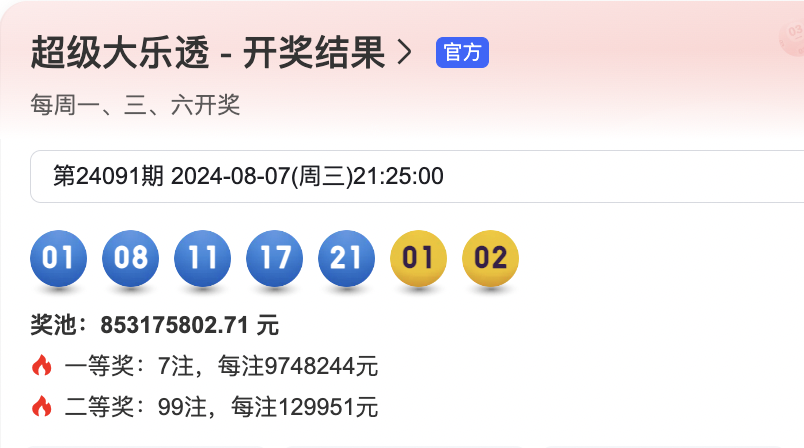 超级大乐透 - 开奖结果 > 官方
每周一、三、六开奖
第24091期 2024-08-07(周三)21:25:00
01 08 11 17 21 01 02
奖池：853175802.71 元
一等奖：7注，每注9748244元
二等奖：99注，每注129951元